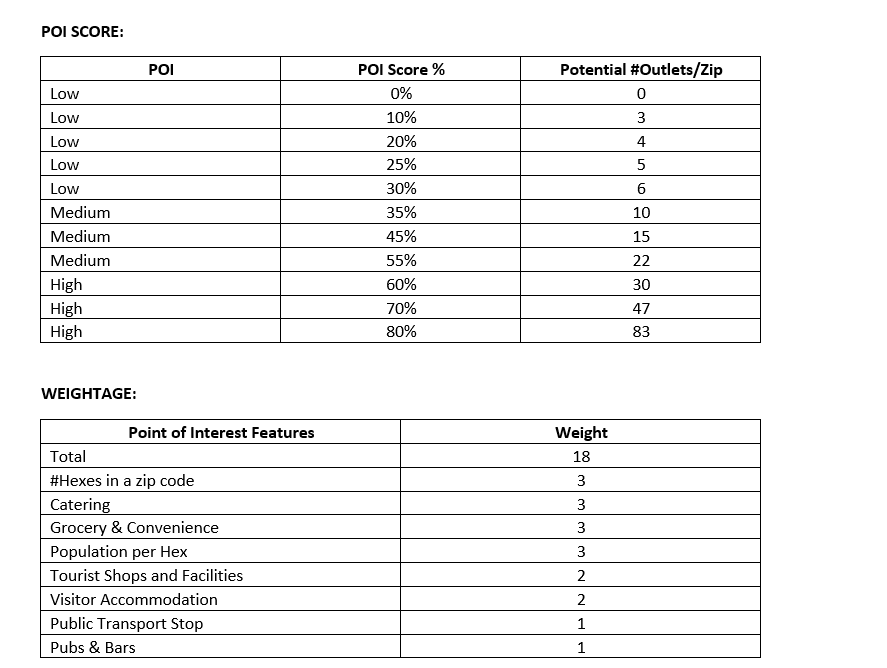 POI SCORE:
POI POI Score % Potential #Outlets/Zip
Low 0% 0
Low 10% 3
Low 20% 4
Low 25% 5
Low 30% 6
Medium 35% 10
Medium 45% 15
Medium 55% 22
High 60% 30
High 70% 47
High 80% 83
WEIGHTAGE:
Point of Interest Features Weight
Total 18
#Hexes in a zip code 3
Catering 3
Grocery & Convenience 3
Population per Hex 3
Tourist Shops and Facilities 2
Visitor Accommodation 2
Public Transport Stop 1
Pubs & Bars 1